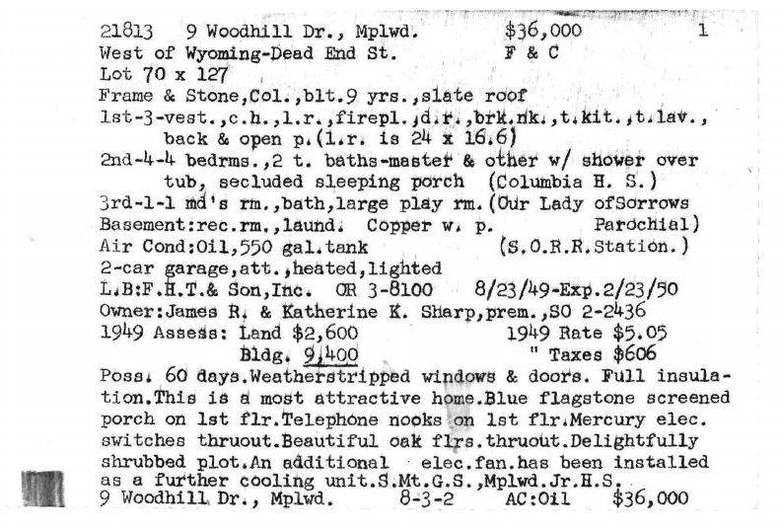 21813 9 Woodhill Dr., Mplwd. $36,000 1
West of Wyoming-Dead End St. F & C
Lot 70 x 127
Frame & Stone,Col.,blt.9 yrs.,slate roof
1st-3-vest.,c.h.,l.r.,firepl.,d.r.,brk.nk.,t.kit.,t.lav.,
back & open p.(l.r. is 24 x 16.6)
2nd-4-4 bedrms.,2 t. baths-master & other w/ shower over
tub, secluded sleeping porch (Columbia H. S.)
3rd-1-1 md's rm.,bath,large play rm.(Our Lady ofSorrows
Basement:rec.rm.,laund. Copper w. p. Parochial)
Air Cond:Oil,550 gal.tank (S.O.R.R.Station.)
2-car garage,att.,heated,lighted
L.B:F.H.T.& Son,Inc. OR 3-8100 8/23/49-Exp.2/23/50
Owner:James R. & Katherine K. Sharp,prem.,SO 2-2436
1949 Assess: Land $2,600 1949 Rate $5.05
Bldg. 9,400 " Taxes $606
Poss. 60 days.Weatherstripped windows & doors. Full insula-
tion.This is a most attractive home.Blue flagstone screened
porch on 1st flr.Telephone nooks on 1st flr.Mercury elec.
switches thruout.Beautiful oak flrs.thruout.Delightfully
shrubbed plot.An additional elec.fan.has been installed
as a further cooling unit.S.Mt.G.S.,Mplwd.Jr.H.S.
9 Woodhill Dr., Mplwd. 8-3-2 AC:Oil $36,000